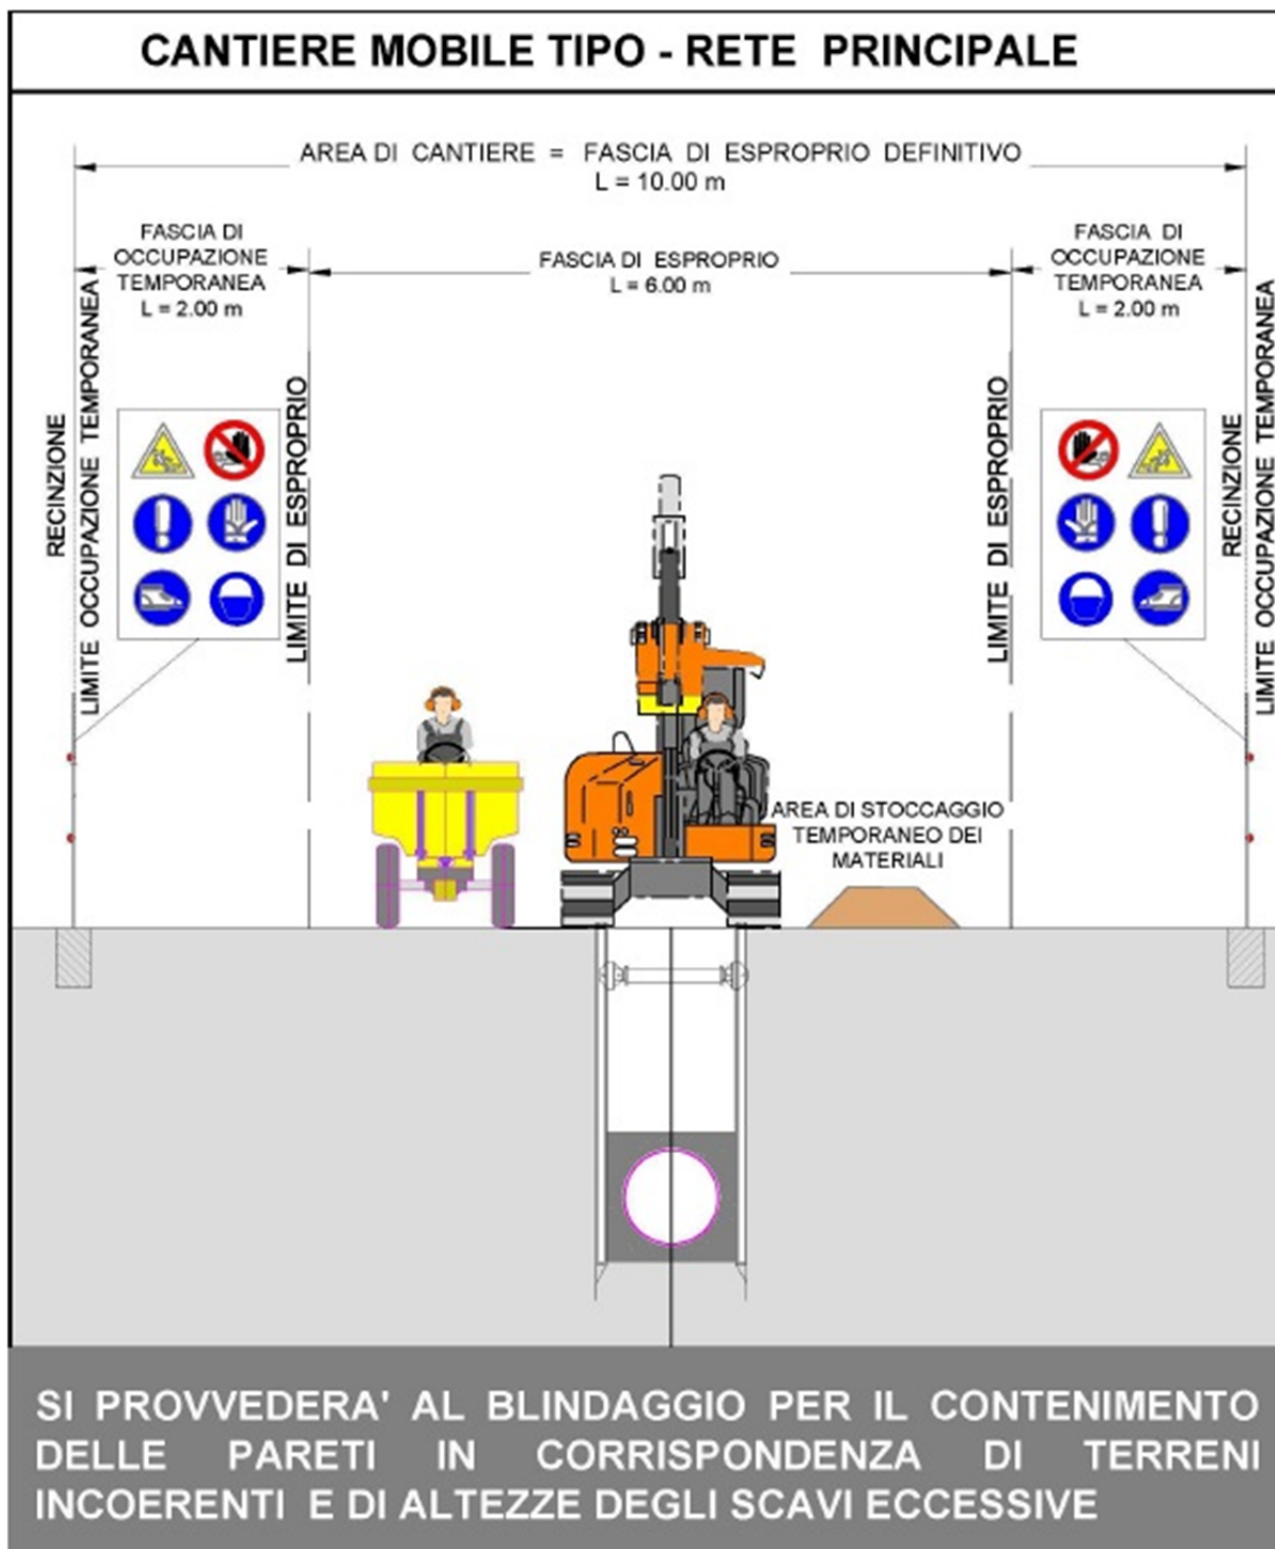 CANTIERE MOBILE TIPO - RETE PRINCIPALE
AREA DI CANTIERE = FASCIA DI ESPROPRIO DEFINITIVO
L = 10.00 m
FASCIA DI
OCCUPAZIONE
TEMPORANEA
L = 2.00 m
FASCIA DI ESPROPRIO
L = 6.00 m
FASCIA DI
OCCUPAZIONE
TEMPORANEA
L = 2.00 m
RECINZIONE
LIMITE OCCUPAZIONE TEMPORANEA
LIMITE DI ESPROPRIO
LIMITE DI ESPROPRIO
RECINZIONE
LIMITE OCCUPAZIONE TEMPORANEA
AREA DI STOCCAGGIO
TEMPORANEO DEI
MATERIALI
SI PROVVEDERA' AL BLINDAGGIO PER IL CONTENIMENTO
DELLE PARETI IN CORRISPONDENZA DI TERRENI
INCOERENTI E DI ALTEZZE DEGLI SCAVI ECCESSIVE